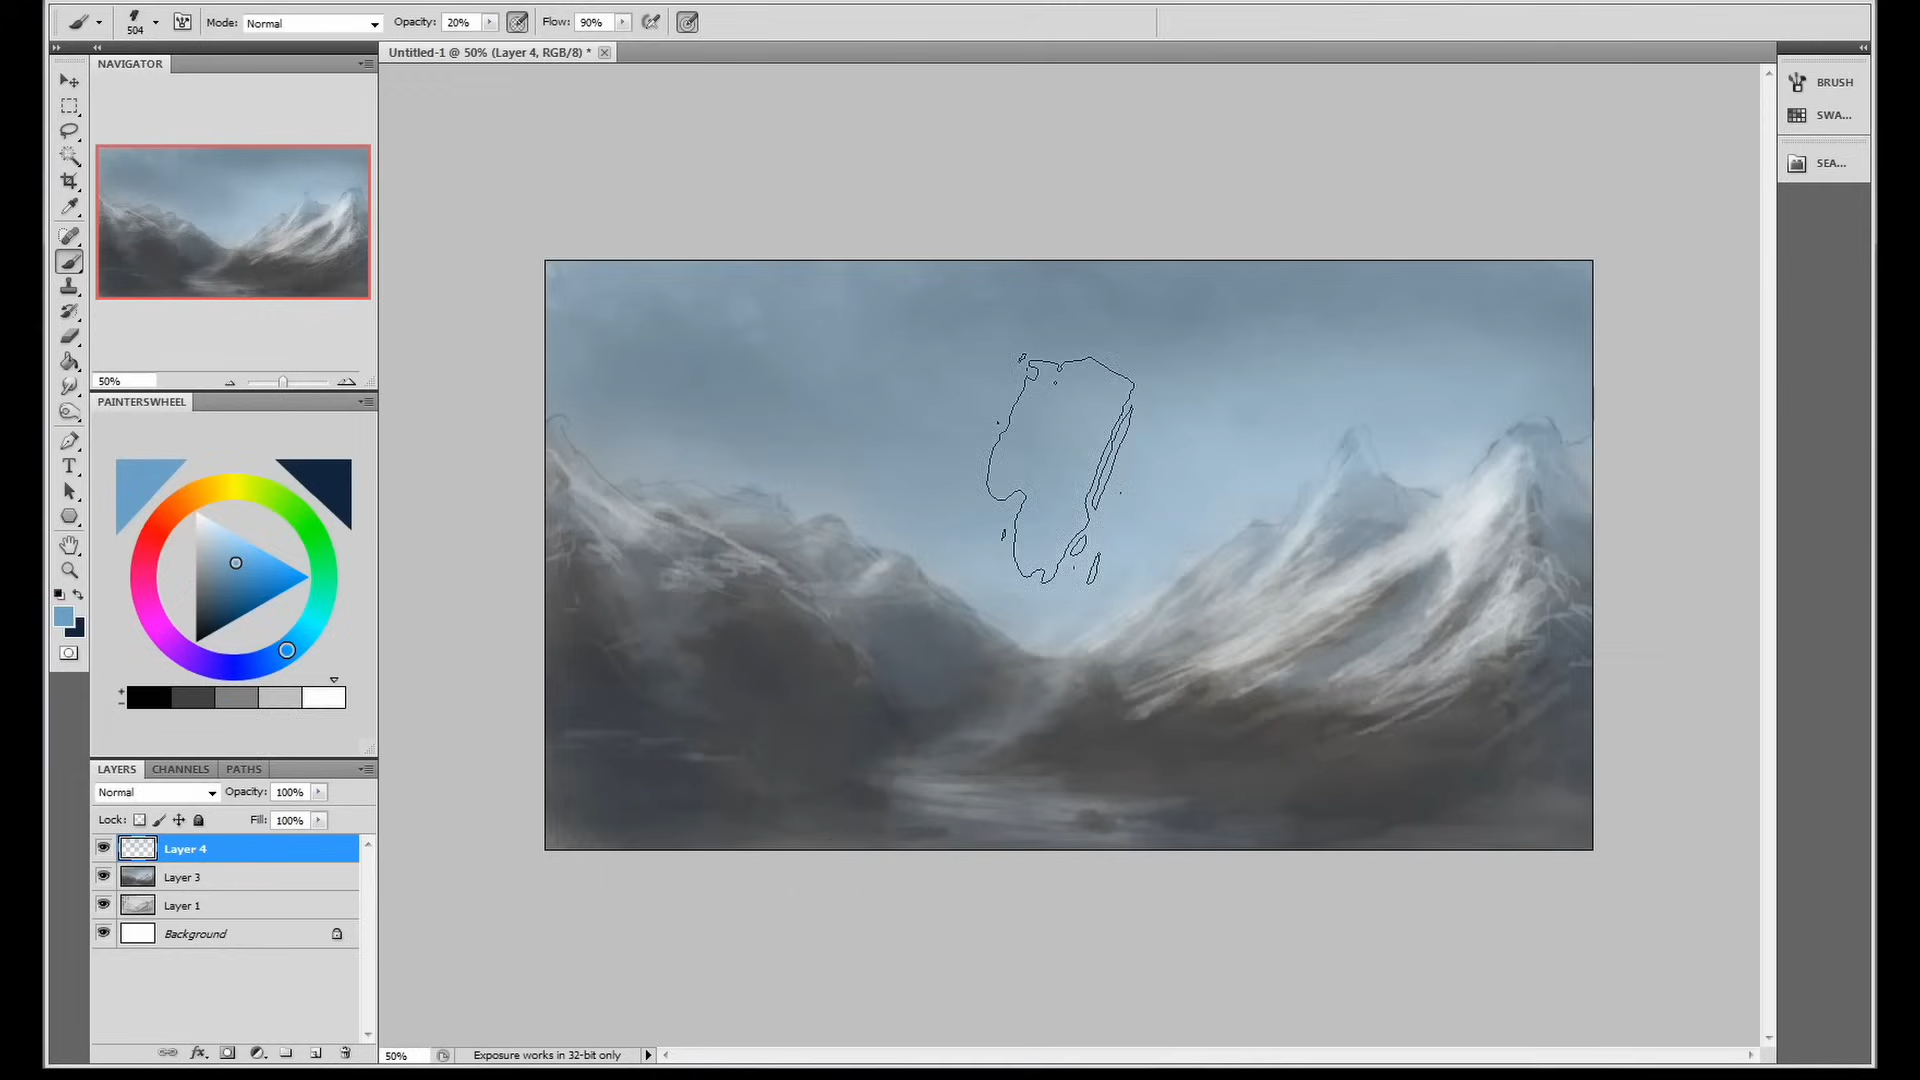 504
Mode: Normal
Opacity: 20%
Flow: 90%
NAVIGATOR
Untitled-1 @ 50% (Layer 4, RGB/8) *
BRUSH
SWA...
SEA...
50%
PAINTERSWHEEL
LAYERS CHANNELS PATHS
Normal
Opacity: 100%
Lock:
Fill: 100%
Layer 4
Layer 3
Layer 1
Background
fx
50%
Exposure works in 32-bit only